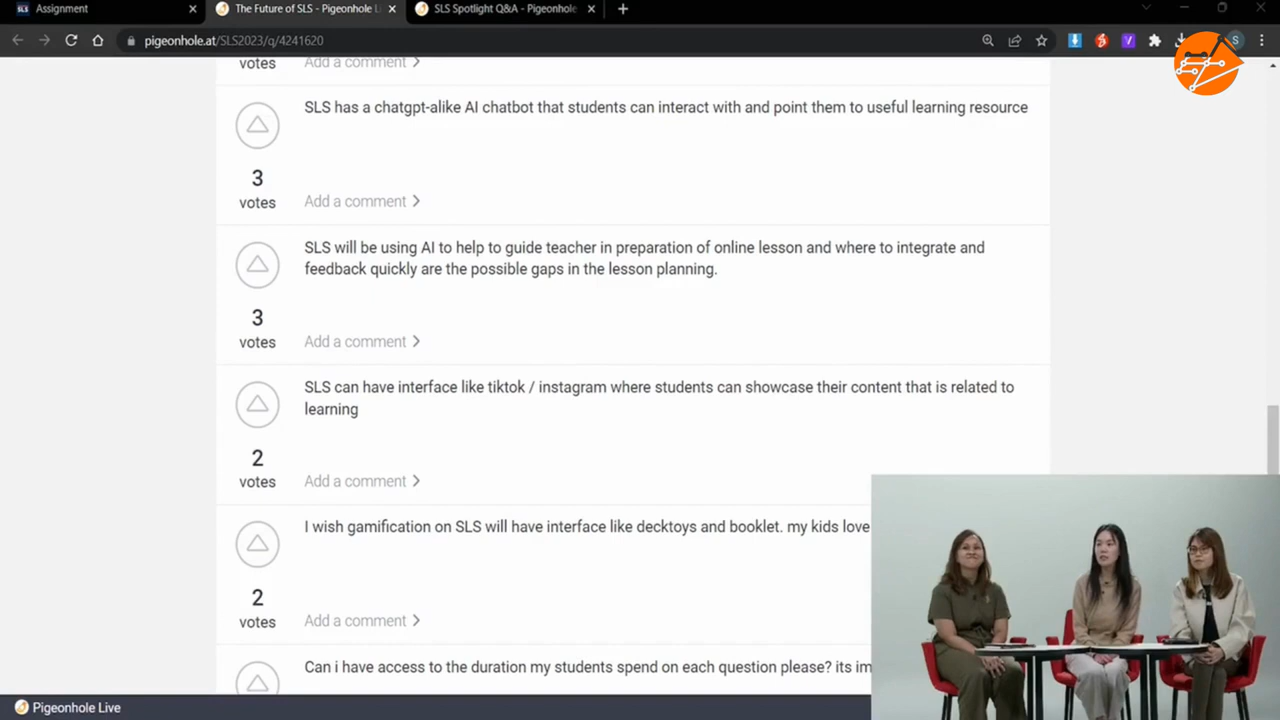 SLS
Assignment
The Future of SLS - Pigeonhole L
SLS Spotlight Q&A - Pigeonhole
pigeonhole.at/SLS2023/q/4241620
S
votes
Add a comment
SLS has a chatgpt-alike AI chatbot that students can interact with and point them to useful learning resource
3
votes
Add a comment
SLS will be using AI to help to guide teacher in preparation of online lesson and where to integrate and
feedback quickly are the possible gaps in the lesson planning.
3
votes
Add a comment
SLS can have interface like tiktok / instagram where students can showcase their content that is related to
learning
2
votes
Add a comment
I wish gamification on SLS will have interface like decktoys and booklet. my kids love
2
votes
Add a comment
Can i have access to the duration my students spend on each question please? its im
Pigeonhole Live